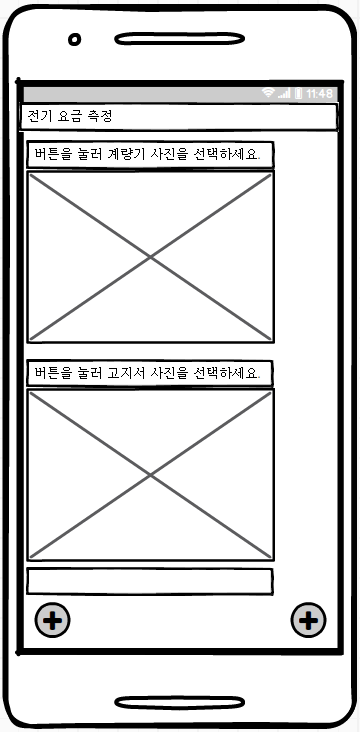 11:48
전기 요금 측정
버튼을 눌러 계량기 사진을 선택하세요.
버튼을 눌러 고지서 사진을 선택하세요.